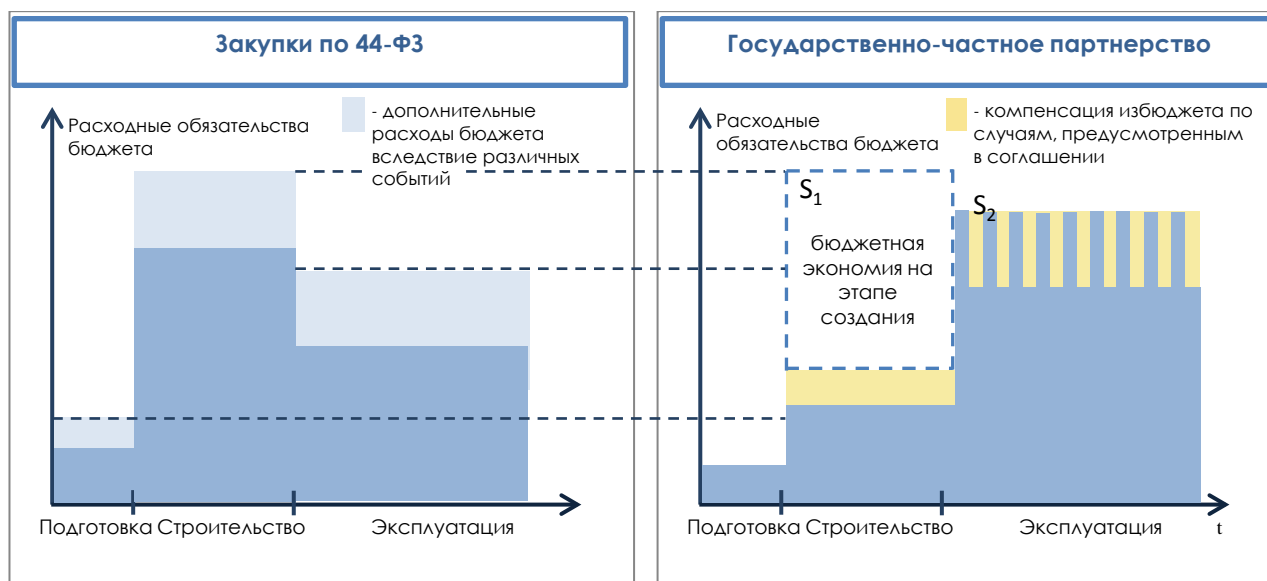 Закупки по 44-ФЗ
Расходные обязательства
бюджета
- дополнительные
расходы бюджета
вследствие различных
событий
Подготовка Строительство Эксплуатация
Государственно-частное партнерство
Расходные
обязательства бюджета
- компенсация избюджета по
случаям, предусмотренным
в соглашении
S1
S2
бюджетная
экономия на
этапе
создания
Подготовка Строительство Эксплуатация t